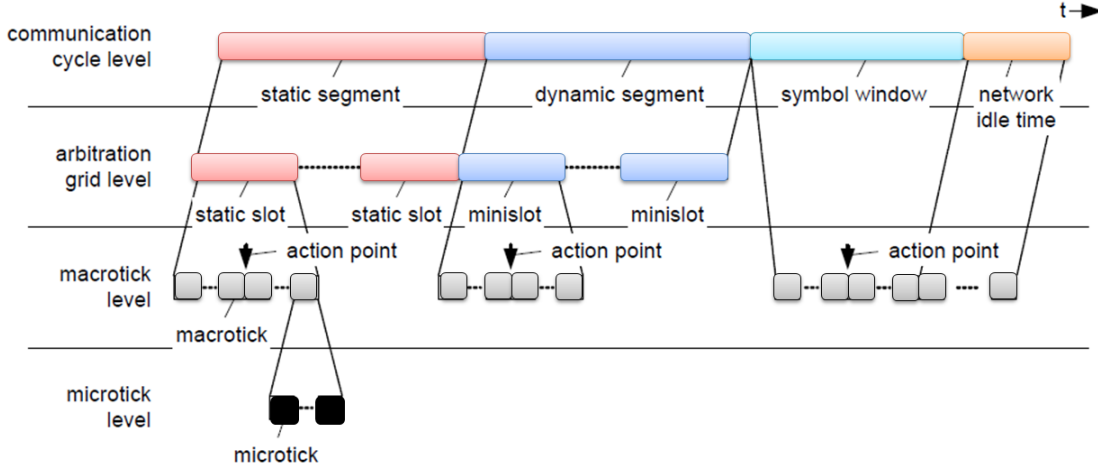 t
communication
cycle level
static segment
dynamic segment
symbol window
network
idle time
arbitration
grid level
static slot
static slot
minislot
minislot
action point
action point
action point
macrotick
level
macrotick
microtick
level
microtick